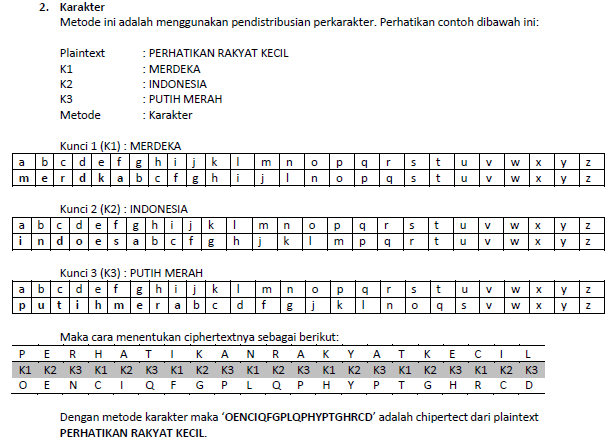 2. Karakter
Metode ini adalah menggunakan pendistribusian perkarakter. Perhatikan contoh dibawah ini:
Plaintext : PERHATIKAN RAKYAT KECIL
K1 : MERDEKA
K2 : INDONESIA
K3 : PUTIH MERAH
Metode : Karakter
Kunci 1 (K1) : MERDEKA
a b c d e f g h i j k l m n o p q r s t u v w x y z
m e r d k a b c f g h i j l n o p q s t u v w x y z
Kunci 2 (K2) : INDONESIA
a b c d e f g h i j k l m n o p q r s t u v w x y z
i n d o e s a b c f g h j k l m p q r t u v w x y z
Kunci 3 (K3) : PUTIH MERAH
a b c d e f g h i j k l m n o p q r s t u v w x y z
p u t i h m e r a b c d f g j k l n o q s v w x y z
Maka cara menentukan ciphertextnya sebagai berikut:
P E R H A T I K A N R A K Y A T K E C I L
K1 K2 K3 K1 K2 K3 K1 K2 K3 K1 K2 K3 K1 K2 K3 K1 K2 K3 K1 K2 K3
O E N C I Q F G P L Q P H Y P T G H R C D
Dengan metode karakter maka ‘OENCIQFGPLQPHYPTGHRCD’ adalah chipertect dari plaintext
PERHATIKAN RAKYAT KECIL.